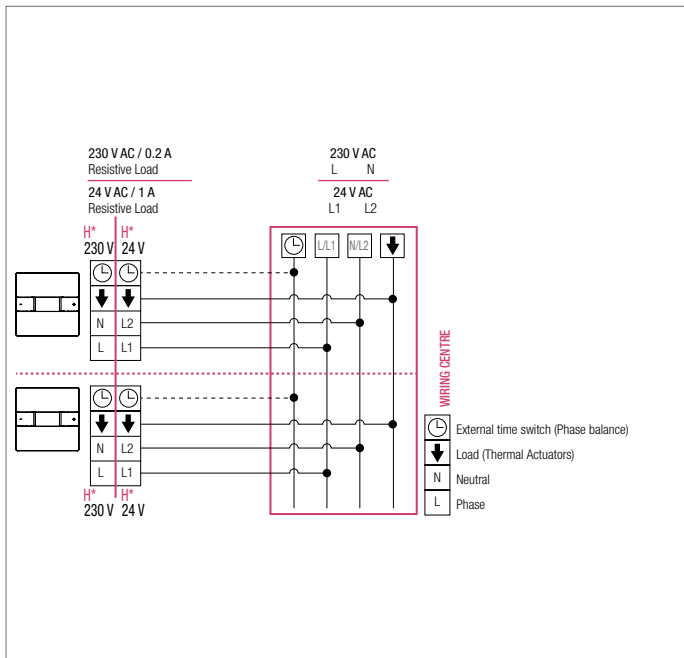 230 V AC / 0.2 A
Resistive Load
24 V AC / 1 A
Resistive Load
230 V AC
L N
24 V AC
L1 L2
H* H*
230 V 24 V
L/L1 N/L2
- +
N L2
L L1
- +
N L2
L L1
H* H*
230 V 24 V
WIRING CENTRE
External time switch (Phase balance)
Load (Thermal Actuators)
N Neutral
L Phase